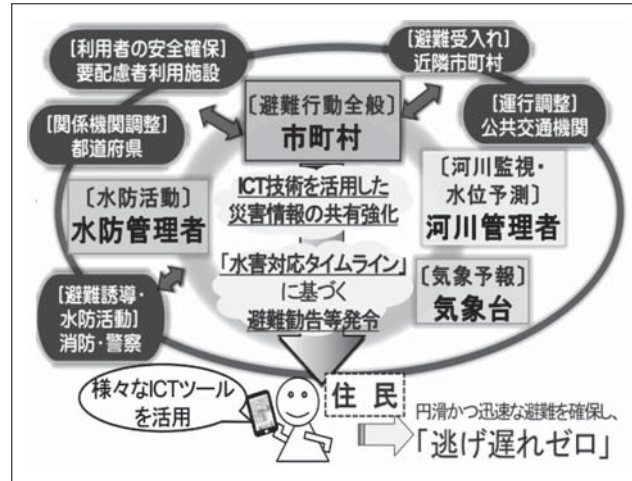 [利用者の安全確保]
要配慮者利用施設
[避難受入れ]
近隣市町村
[関係機関調整]
都道府県
〔避難行動全般〕
市町村
[運行調整]
公共交通機関
ICT技術を活用した
災害情報の共有強化
〔水防活動〕
水防管理者
〔河川監視・
水位予測〕
河川管理者
「水害対応タイムライン」
に基づく
避難勧告等発令
〔気象予報〕
気象台
[避難誘導・
水防活動]
消防・警察
様々なICTツール
を活用
住民
円滑かつ迅速な避難を確保し、
「逃げ遅れゼロ」